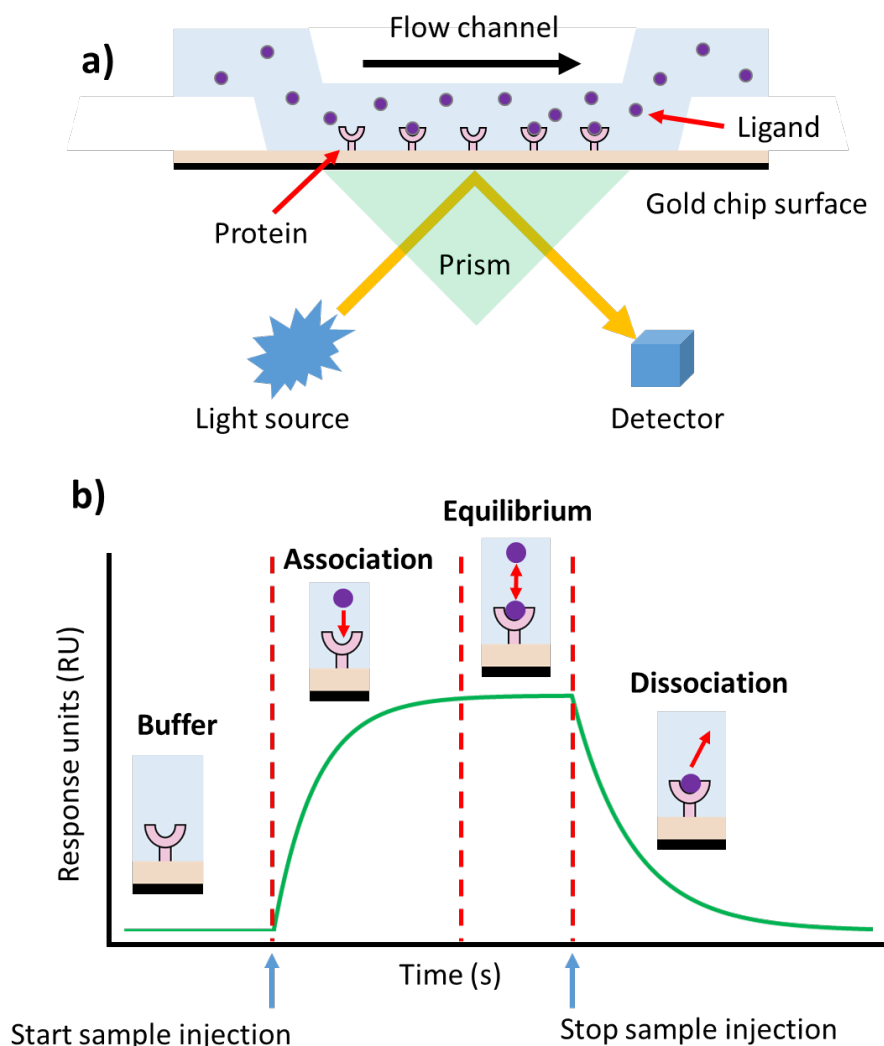 a)
Flow channel
Ligand
Protein
Gold chip surface
Prism
Light source
Detector
b)
Equilibrium
Association
Dissociation
Buffer
Response units (RU)
Time (s)
Start sample injection
Stop sample injection